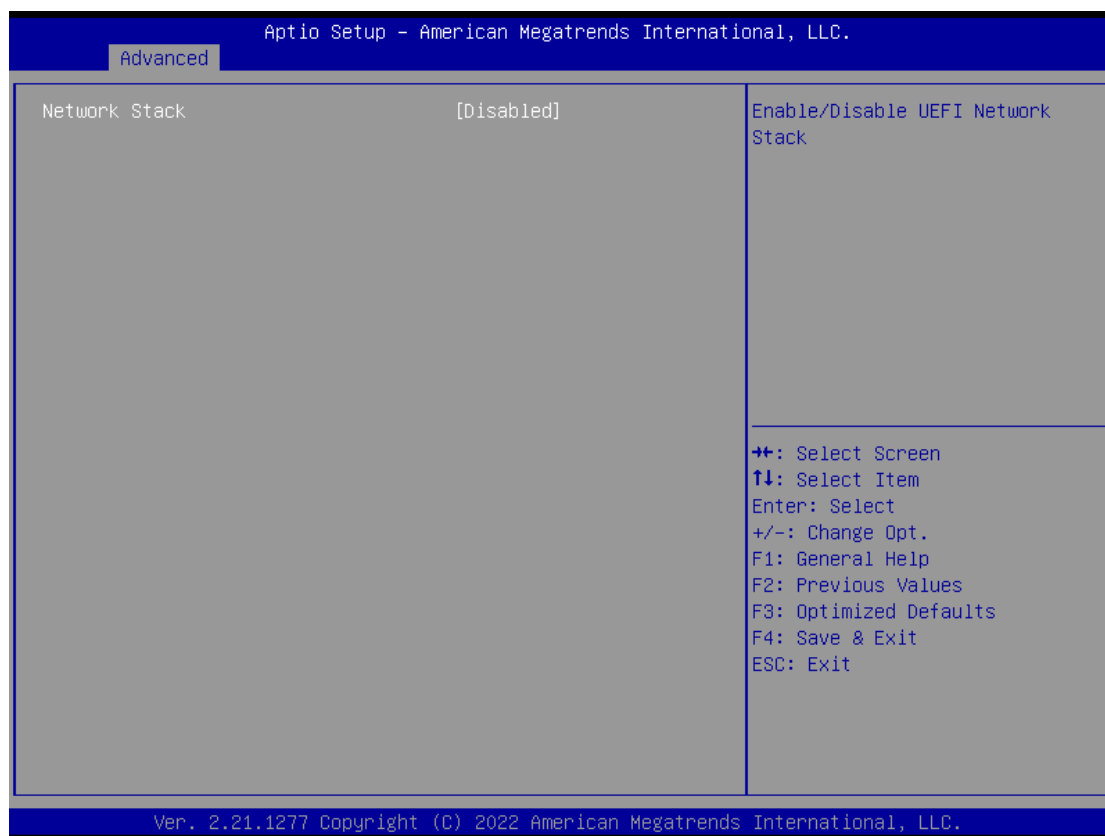 Aptio Setup – American Megatrends International, LLC.
Advanced
Network Stack [Disabled]
Enable/Disable UEFI Network
Stack
→←: Select Screen
↑↓: Select Item
Enter: Select
+/-: Change Opt.
F1: General Help
F2: Previous Values
F3: Optimized Defaults
F4: Save & Exit
ESC: Exit
Ver. 2.21.1277 Copyright (C) 2022 American Megatrends International, LLC.